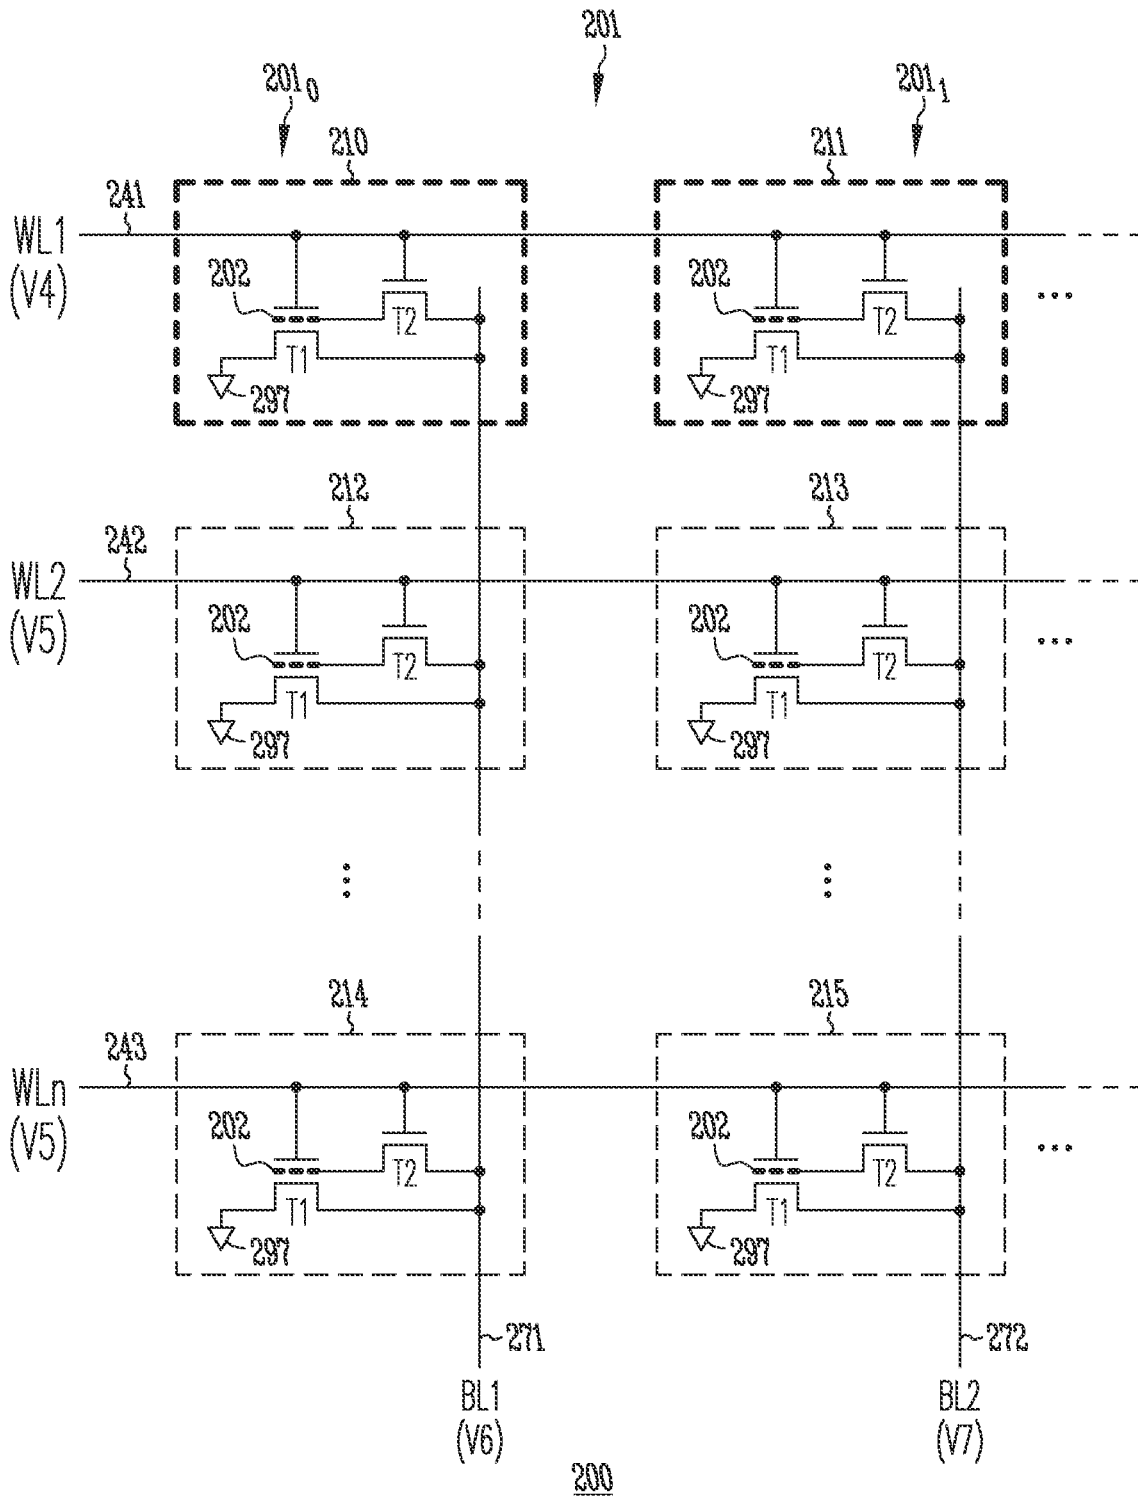 201
201₀ 201₁
210 211
241
WL1
(V4)
202 T2 202 T2
T1 T1
297 297
212 213
242
WL2
(V5)
202 T2 202 T2
T1 T1
297 297
214 215
243
WLn
(V5)
202 T2 202 T2
T1 T1
297 297
271 272
BL1 BL2
(V6) (V7)
200